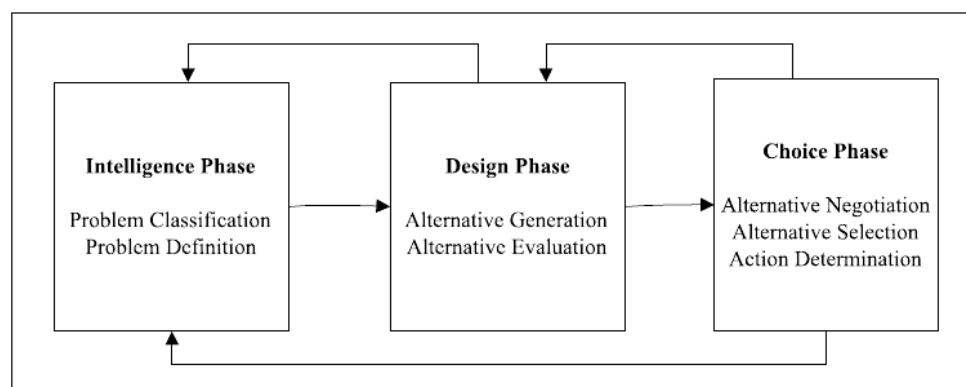 Intelligence Phase
Problem Classification
Problem Definition
Design Phase
Alternative Generation
Alternative Evaluation
Choice Phase
Alternative Negotiation
Alternative Selection
Action Determination